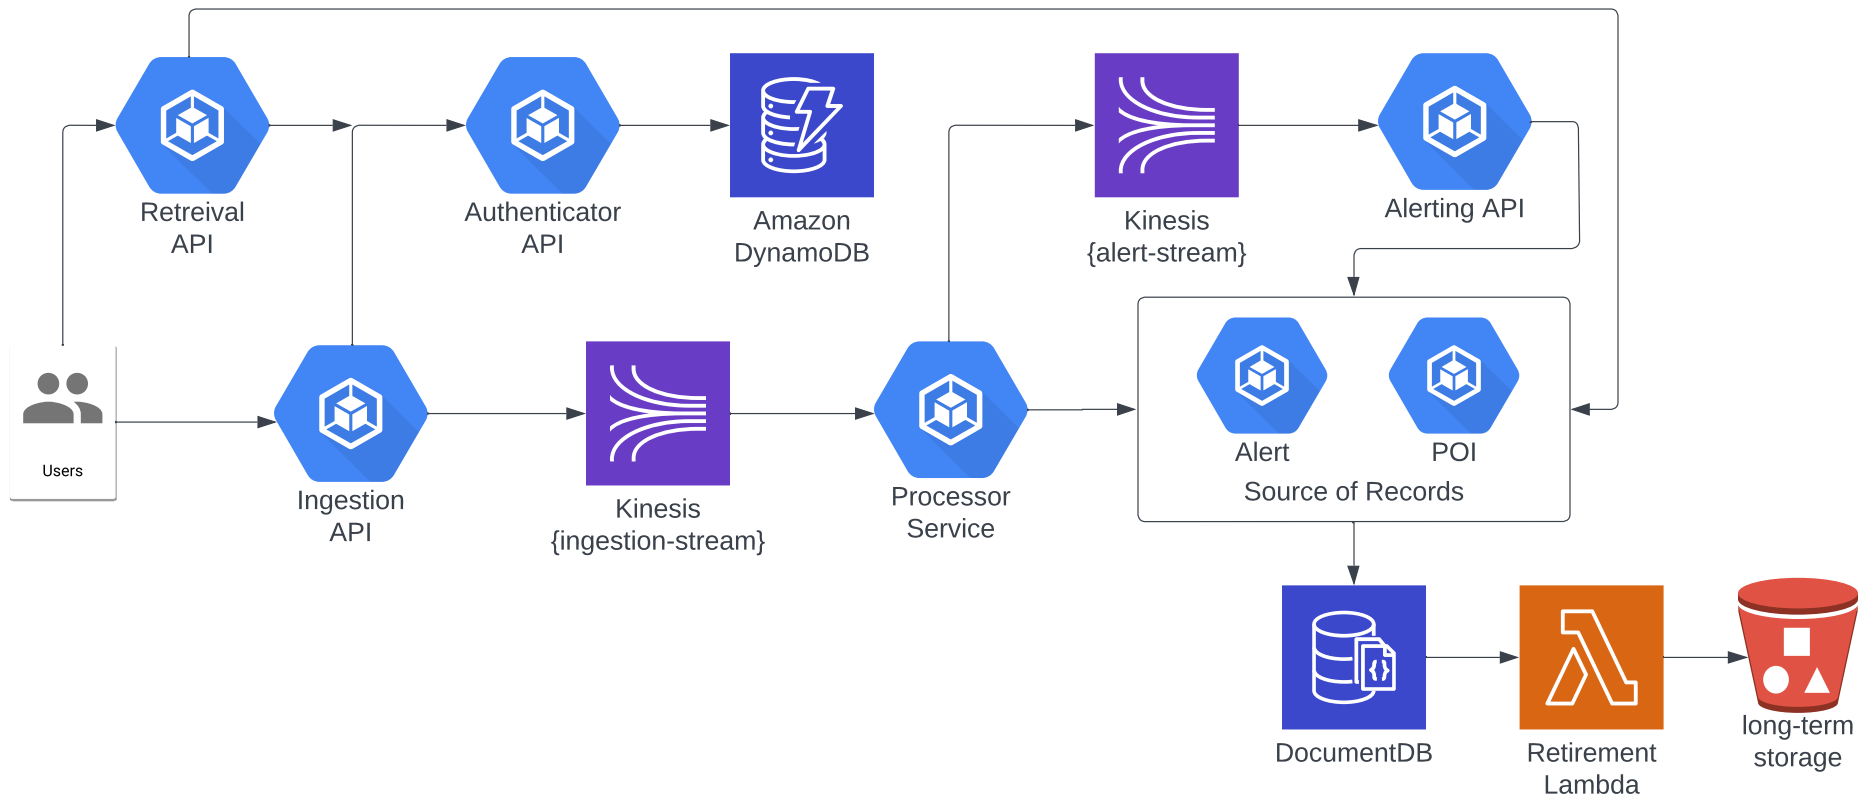 Retreival
API
Authenticator
API
Amazon
DynamoDB
Kinesis
{alert-stream}
Alerting API
Users
Ingestion
API
Kinesis
{ingestion-stream}
Processor
Service
Alert
POI
Source of Records
DocumentDB
Retirement
Lambda
long-term
storage